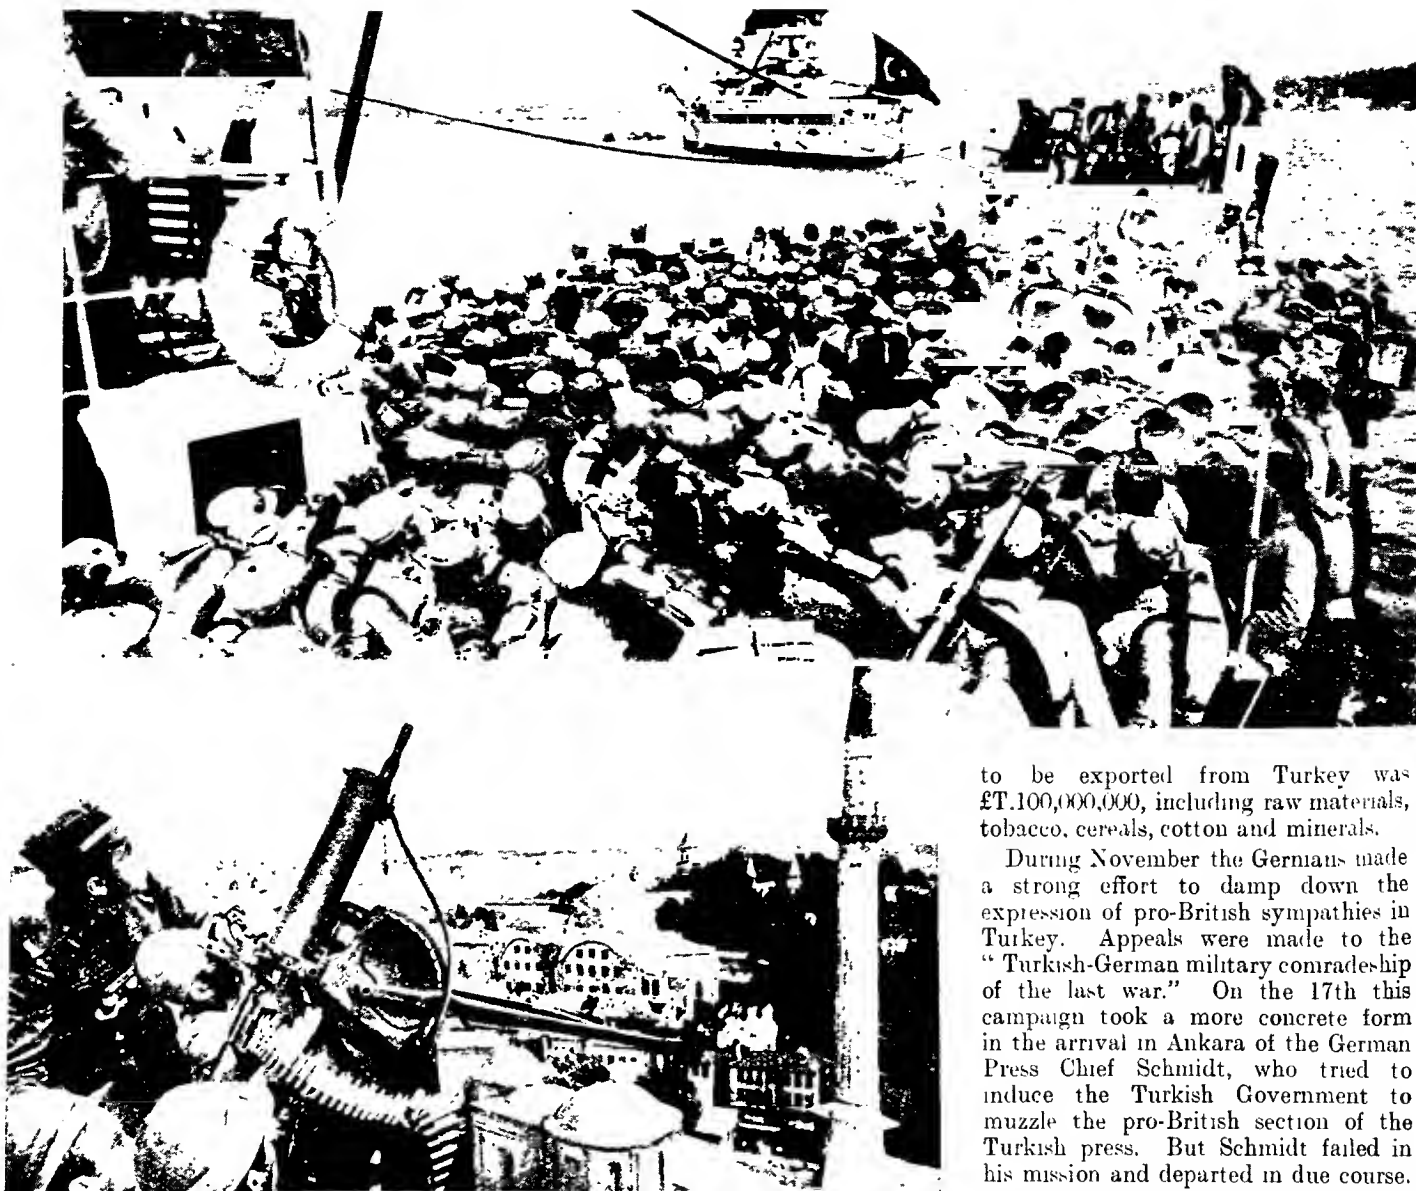 to be exported from Turkey was
£T.100,000,000, including raw materials,
tobacco, cereals, cotton and minerals.
During November the Germans made
a strong effort to damp down the
expression of pro-British sympathies in
Turkey. Appeals were made to the
“ Turkish-German military comradeship
of the last war.” On the 17th this
campaign took a more concrete form
in the arrival in Ankara of the German
Press Chief Schmidt, who tried to
induce the Turkish Government to
muzzle the pro-British section of the
Turkish press. But Schmidt failed in
his mission and departed in due course.